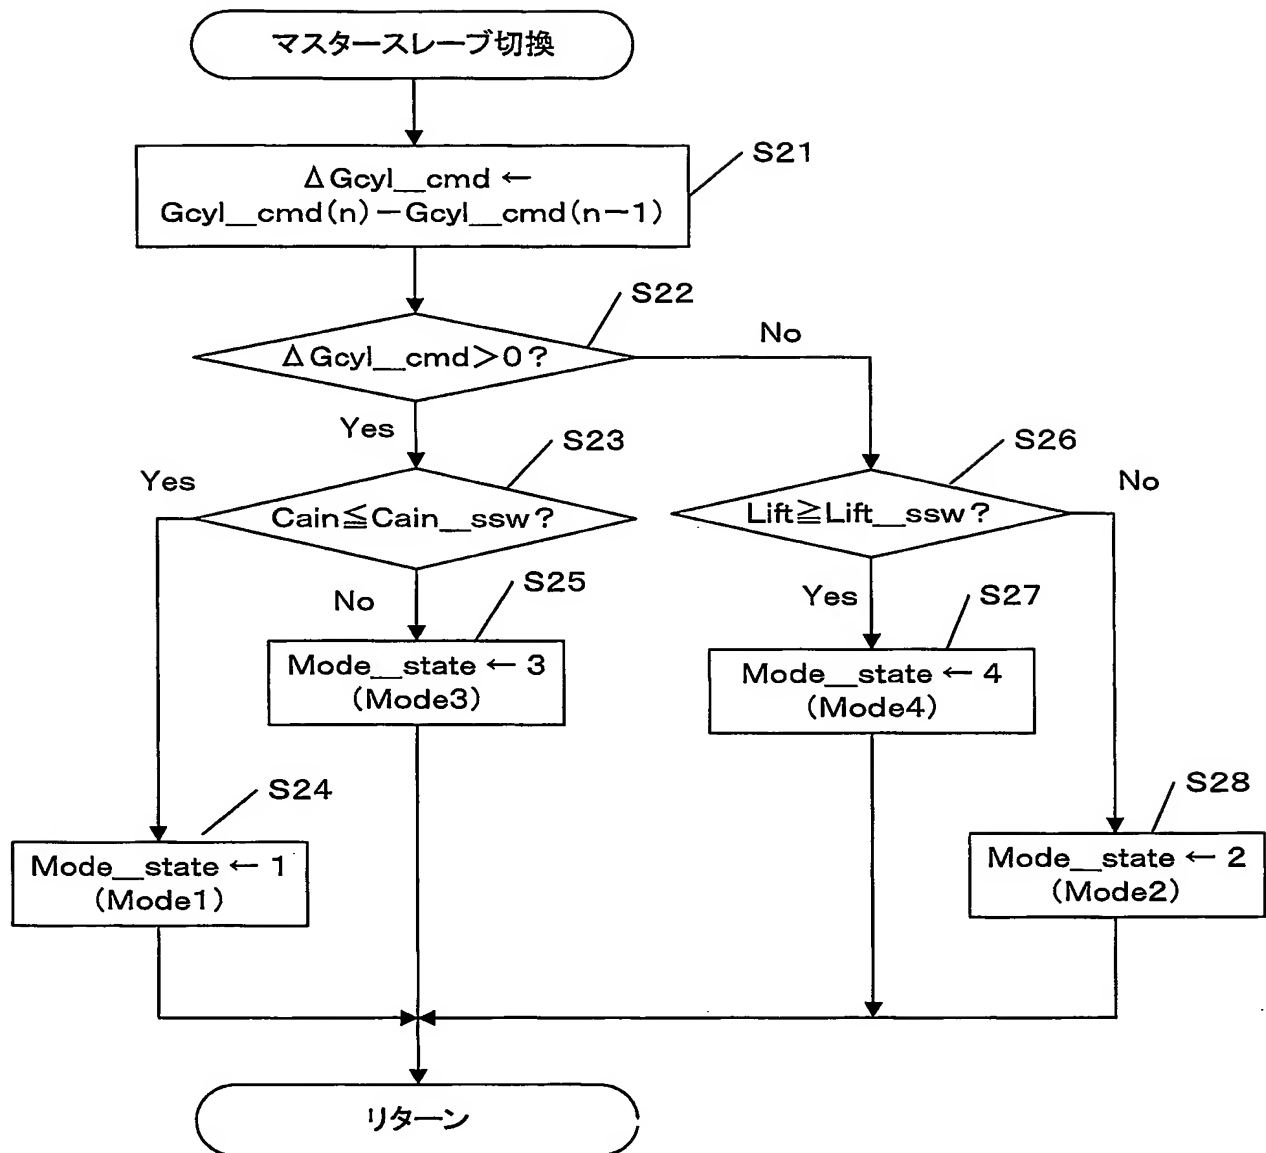 マスタースレーブ切換
S21
ΔGcyl__cmd ←
Gcyl__cmd(n)−Gcyl__cmd(n−1)
S22
ΔGcyl__cmd>0?
No
Yes
S23
Cain≦Cain__ssw?
Yes
No
S26
Lift≧Lift__ssw?
No
Yes
S25
Mode__state ← 3
(Mode3)
S27
Mode__state ← 4
(Mode4)
S24
Mode__state ← 1
(Mode1)
S28
Mode__state ← 2
(Mode2)
リターン